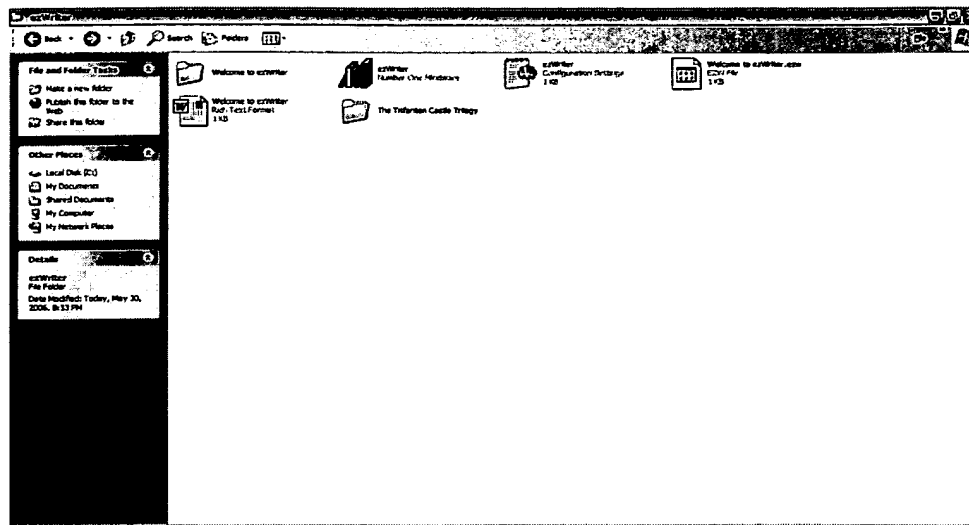 ezWriter
Back
Search
Folders
File and Folder Tasks
Make a new folder
Publish this folder to the
Web
Share this folder
Other Places
Local Disk (C:)
My Documents
Shared Documents
My Computer
My Network Places
Details
ezWriter
File Folder
Date Modified: Today, May 30,
2006, 8:33 PM
Welcome to ezWriter
ezWriter
Number One Mindware
ezWriter
Configuration Settings
1 KB
Welcome to ezWriter.ezw
EZW File
1 KB
Welcome to ezWriter
Rich Text Format
1 KB
The Castle Trilogy